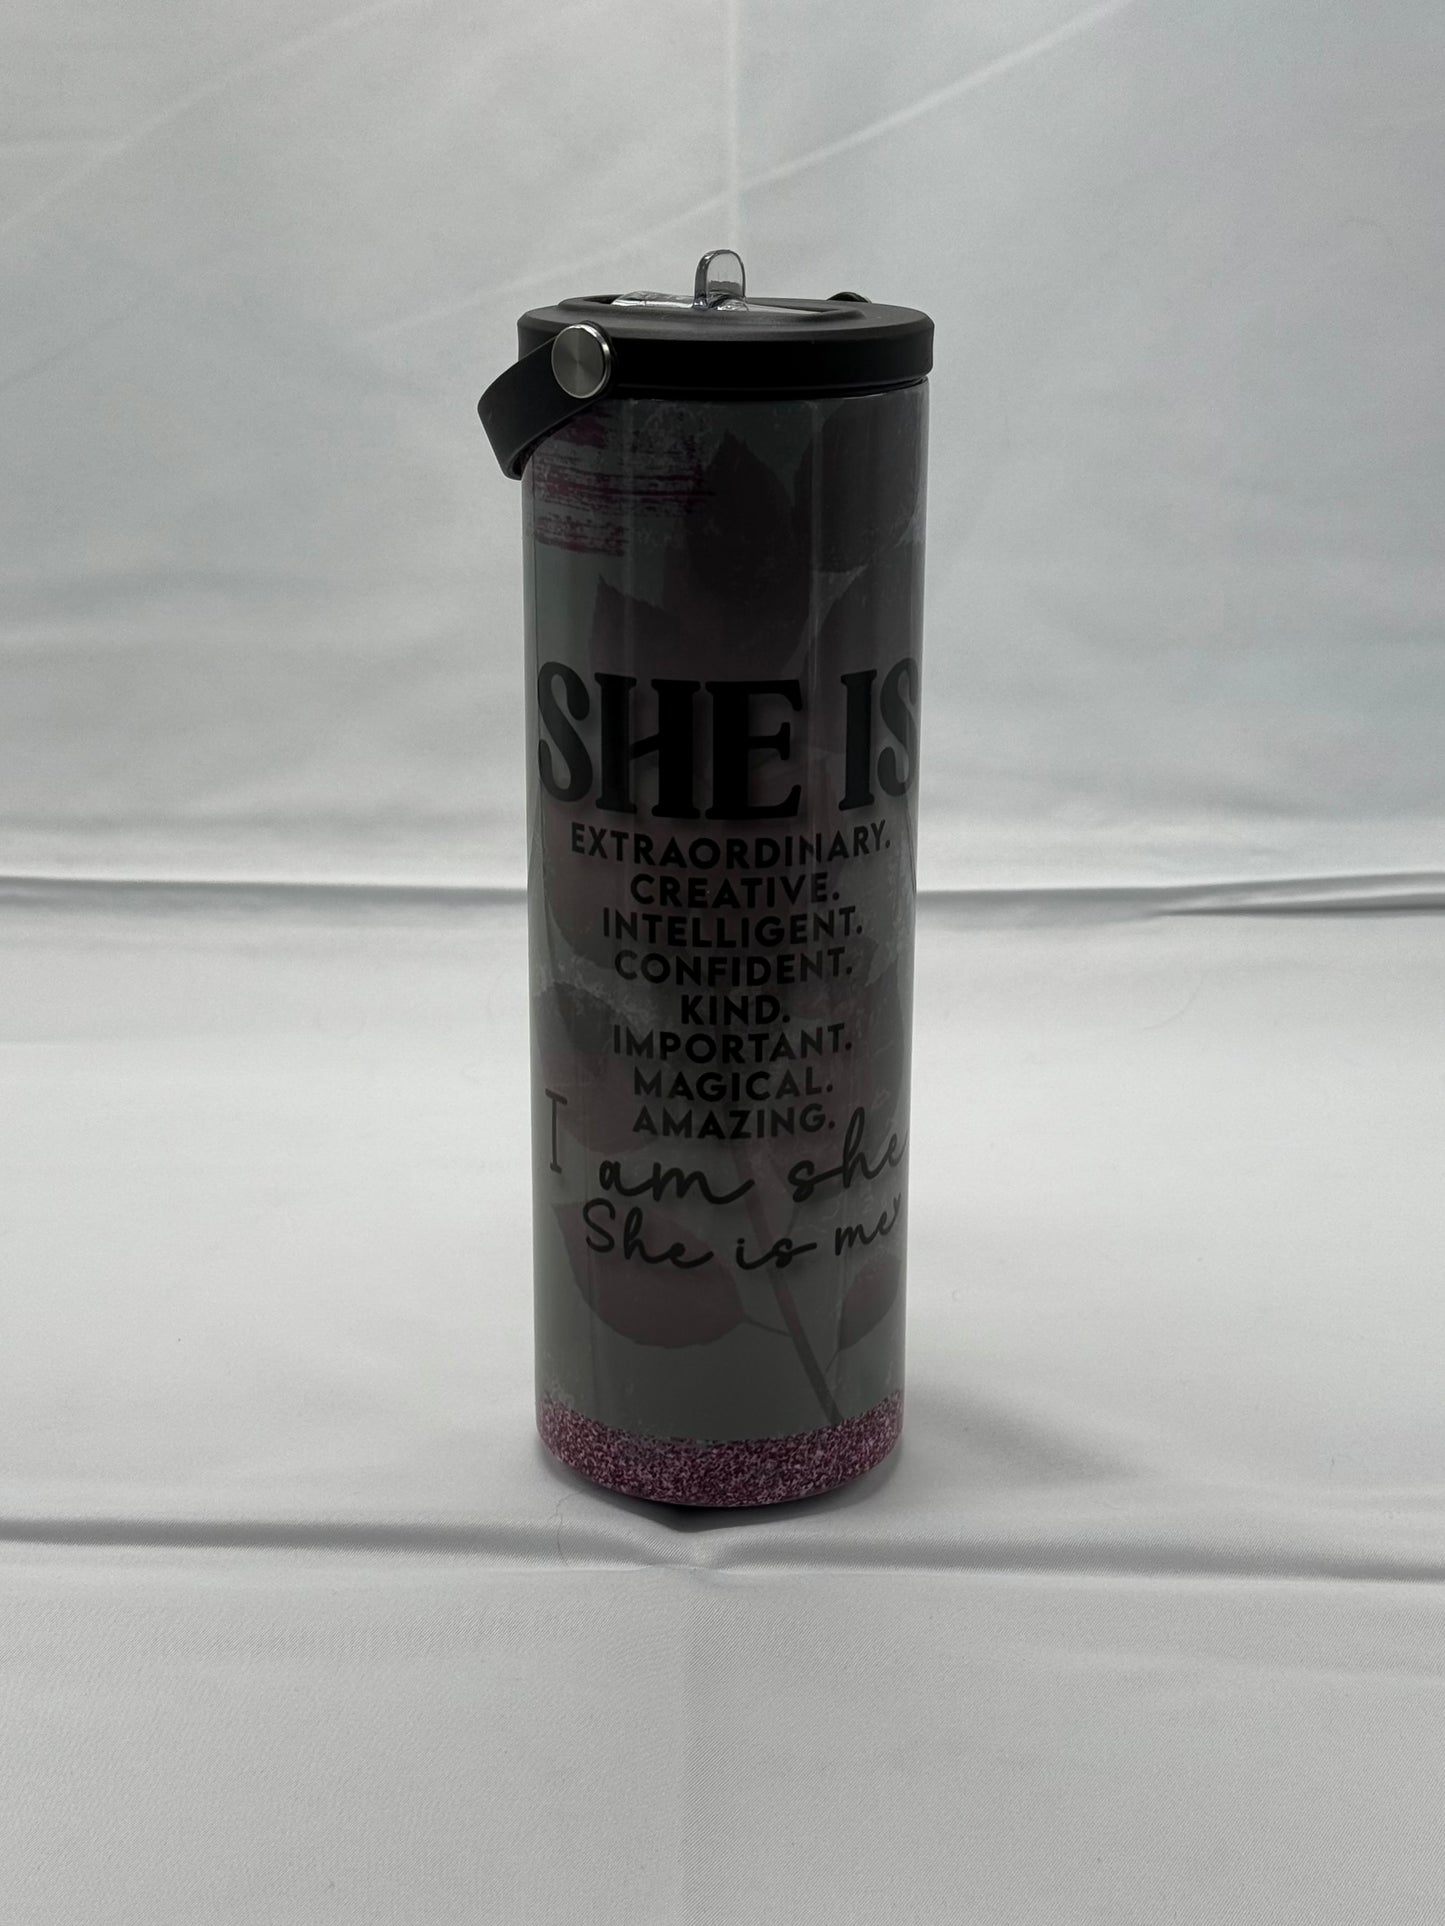 SHE IS
EXTRAORDINARY.
CREATIVE.
INTELLIGENT.
CONFIDENT.
KIND.
IMPORTANT.
MAGICAL.
AMAZING.
I am she
She is me